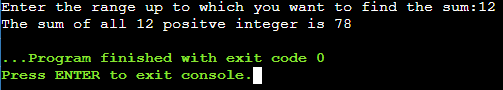 Enter the range up to which you want to find the sum:12
The sum of all 12 positve integer is 78
...Program finished with exit code 0
Press ENTER to exit console.